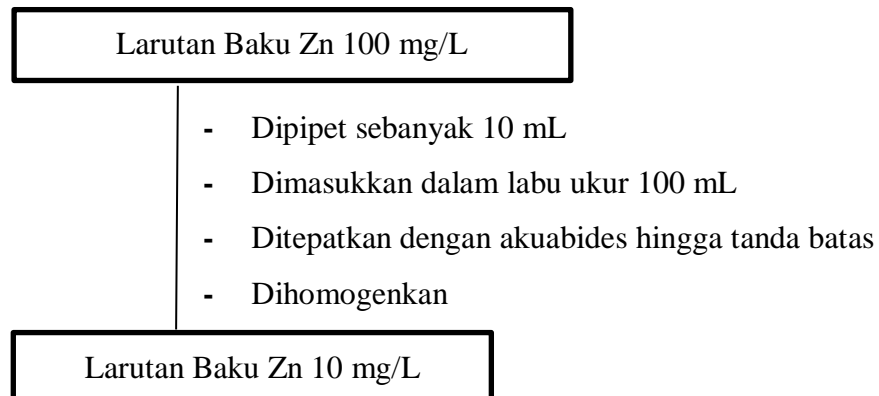 Larutan Baku Zn 100 mg/L
- Dipipet sebanyak 10 mL
- Dimasukkan dalam labu ukur 100 mL
- Ditepatkan dengan akuabides hingga tanda batas
- Dihomogenkan
Larutan Baku Zn 10 mg/L